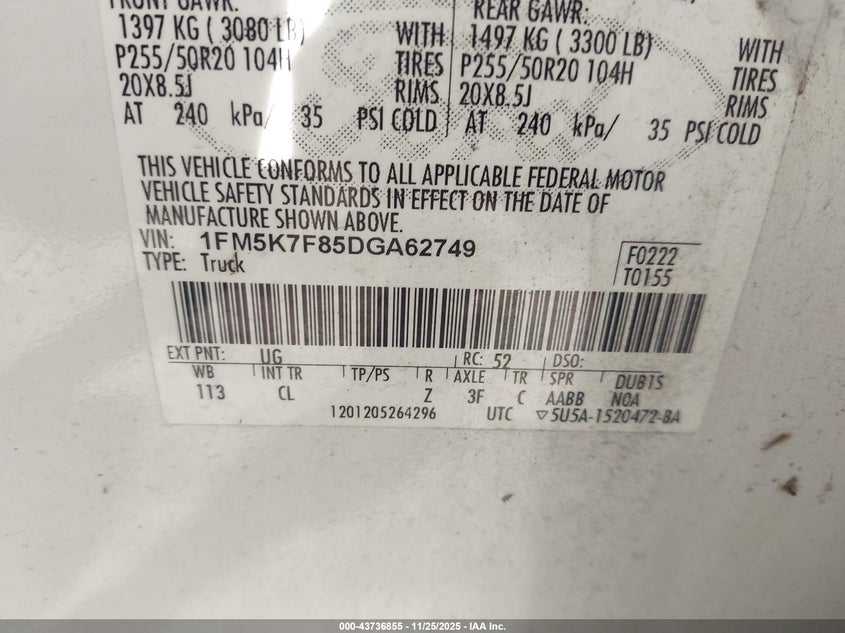 FRONT GAWR:
1397 KG ( 3080 LB) WITH
P255/50R20 104H TIRES
20X8.5J RIMS
AT 240 kPa/ 35 PSI COLD
REAR GAWR:
1497 KG ( 3300 LB) WITH
P255/50R20 104H TIRES
20X8.5J RIMS
AT 240 kPa/ 35 PSI COLD
THIS VEHICLE CONFORMS TO ALL APPLICABLE FEDERAL MOTOR
VEHICLE SAFETY STANDARDS IN EFFECT ON THE DATE OF
MANUFACTURE SHOWN ABOVE.
VIN: 1FM5K7F85DGA62749
TYPE: Truck
F0222
T0155
EXT PNT: UG RC: 52 DSO:
WB INT TR TP/PS R AXLE TR SPR DUB1S
113 CL Z 3F C AABB NOA
1201205264296 UTC ▽5U5A-1520472-BA
000-43736855 - 11/25/2025 - IAA Inc.